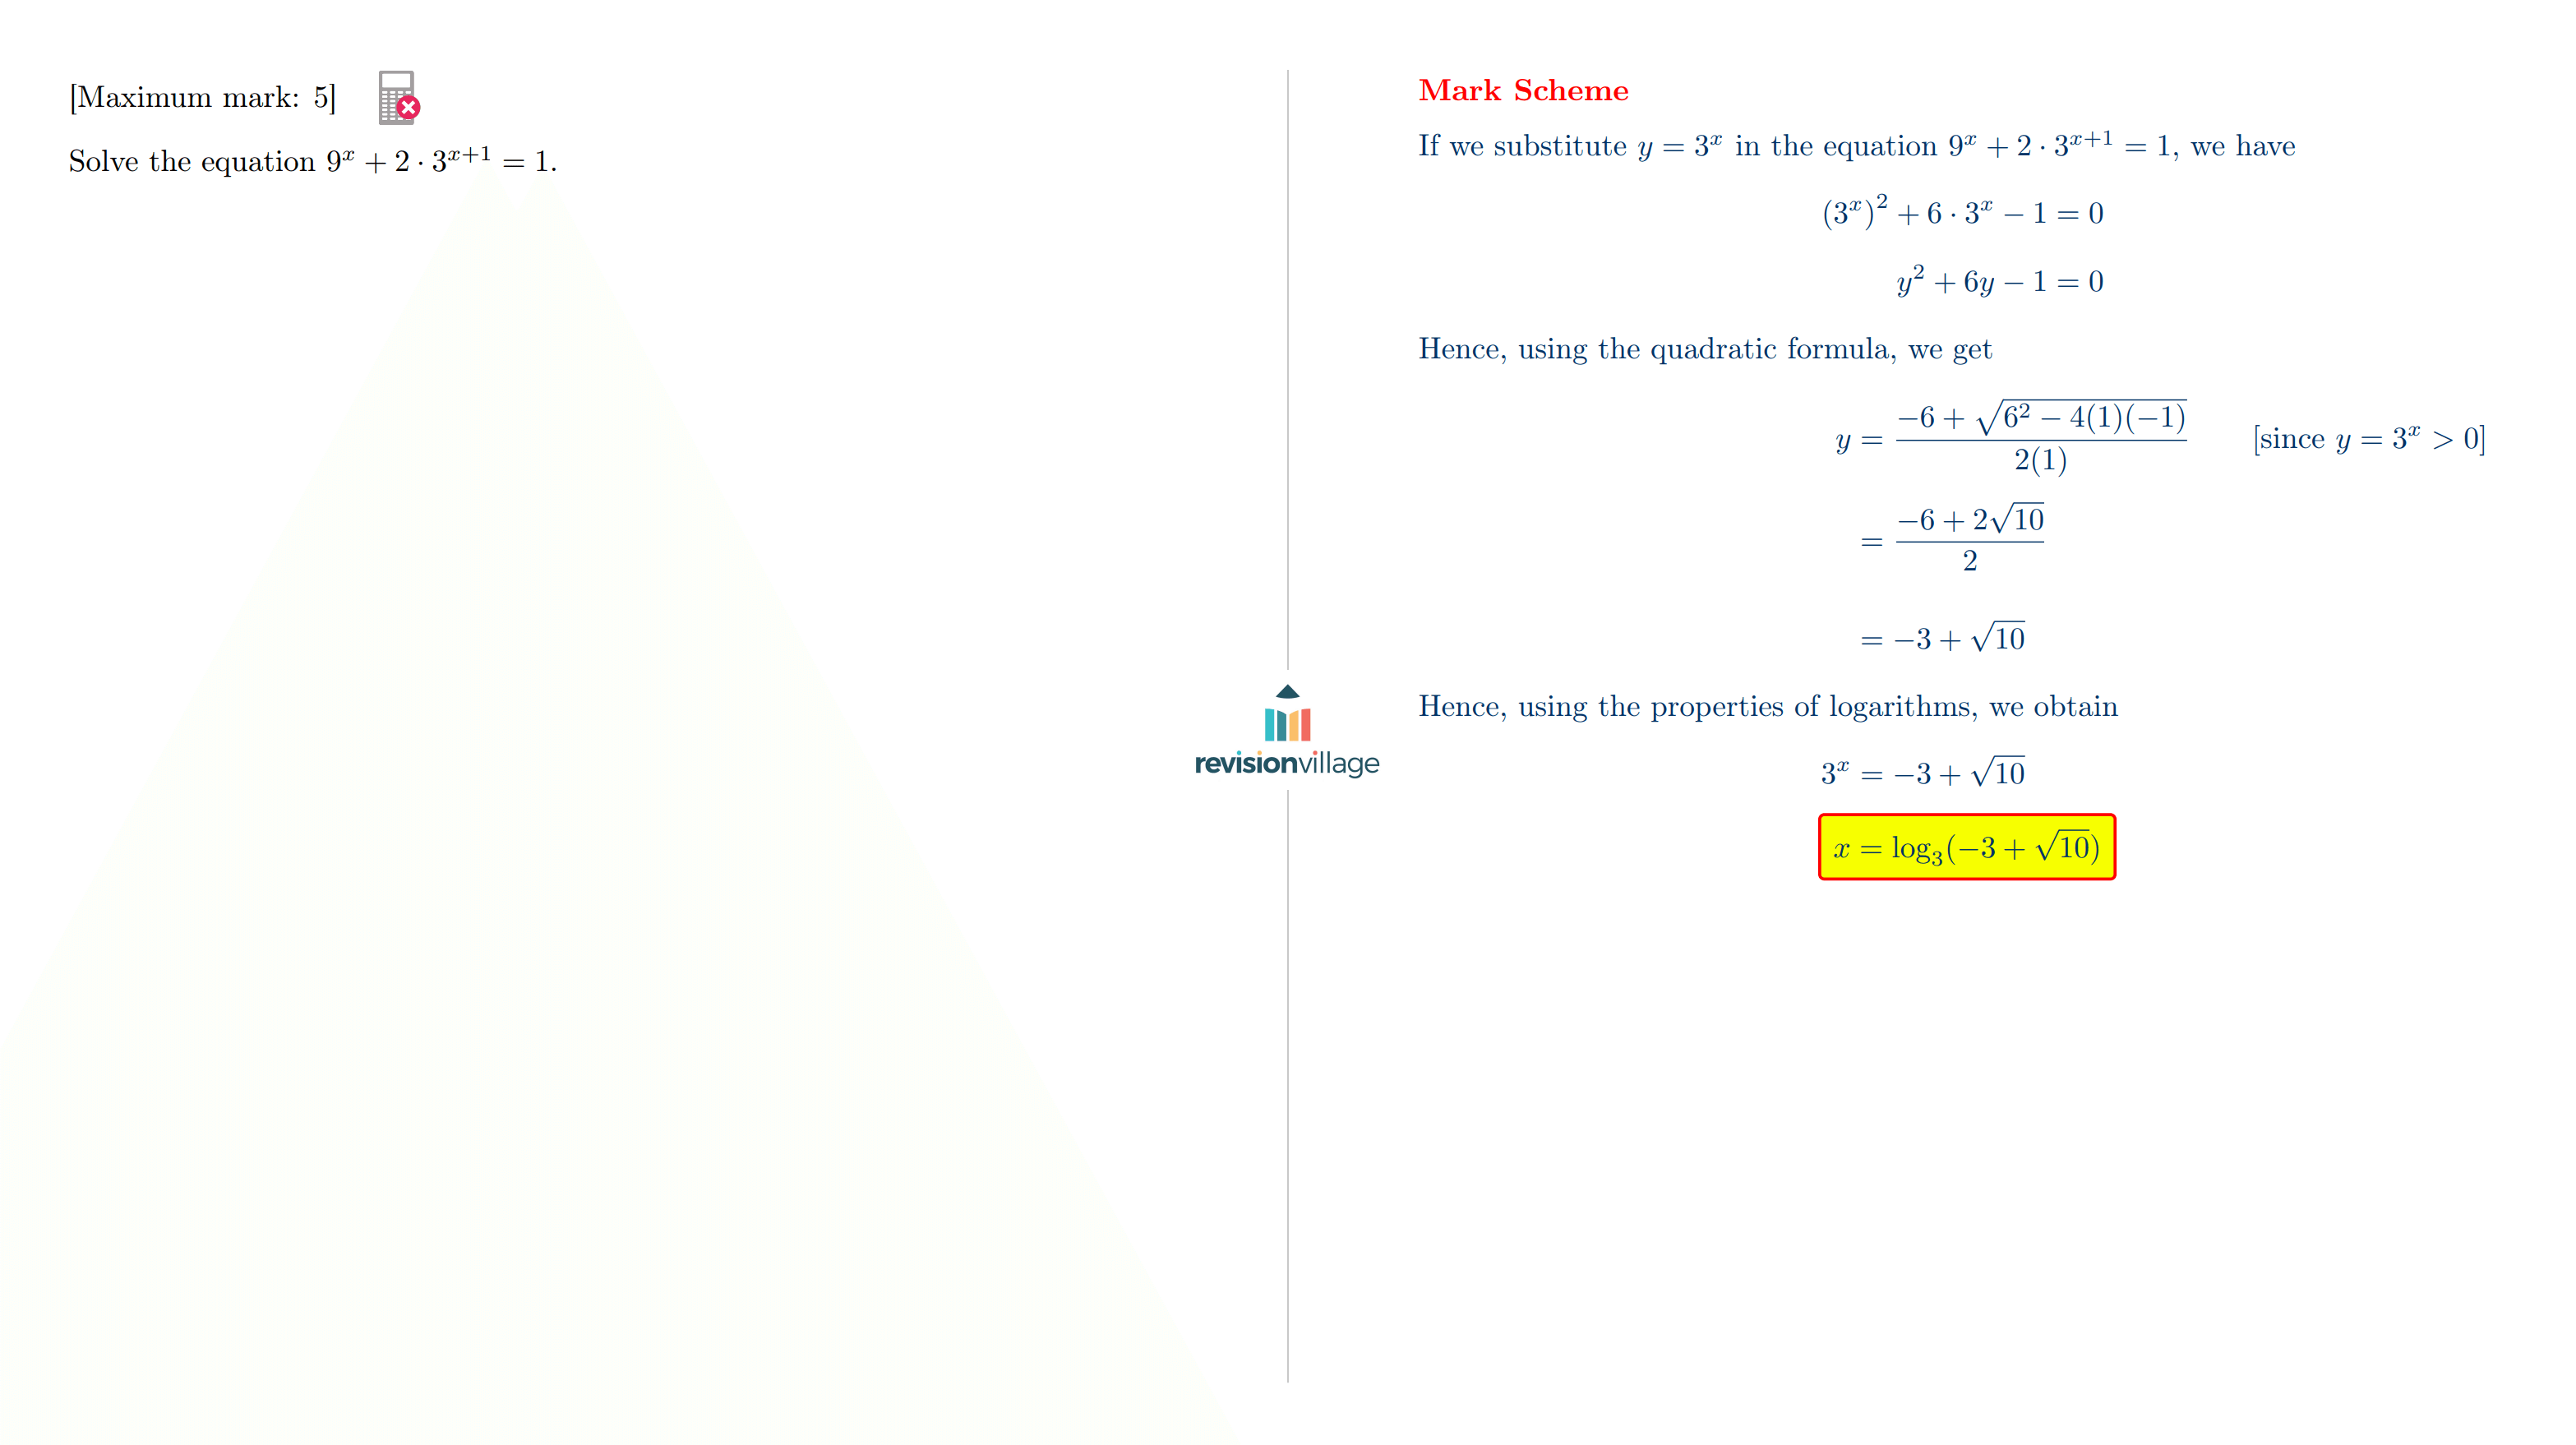 [Maximum mark: 5]
Solve the equation 9^x + 2 · 3^{x+1} = 1.
revisionvillage
Mark Scheme
If we substitute y = 3^x in the equation 9^x + 2 · 3^{x+1} = 1, we have
(3^x)^2 + 6 · 3^x − 1 = 0
y^2 + 6y − 1 = 0
Hence, using the quadratic formula, we get
y = \frac{−6 + \sqrt{6^2 − 4(1)(−1)}}{2(1)} [since y = 3^x > 0]
= \frac{−6 + 2\sqrt{10}}{2}
= −3 + \sqrt{10}
Hence, using the properties of logarithms, we obtain
3^x = −3 + \sqrt{10}
x = log_3(−3 + \sqrt{10})